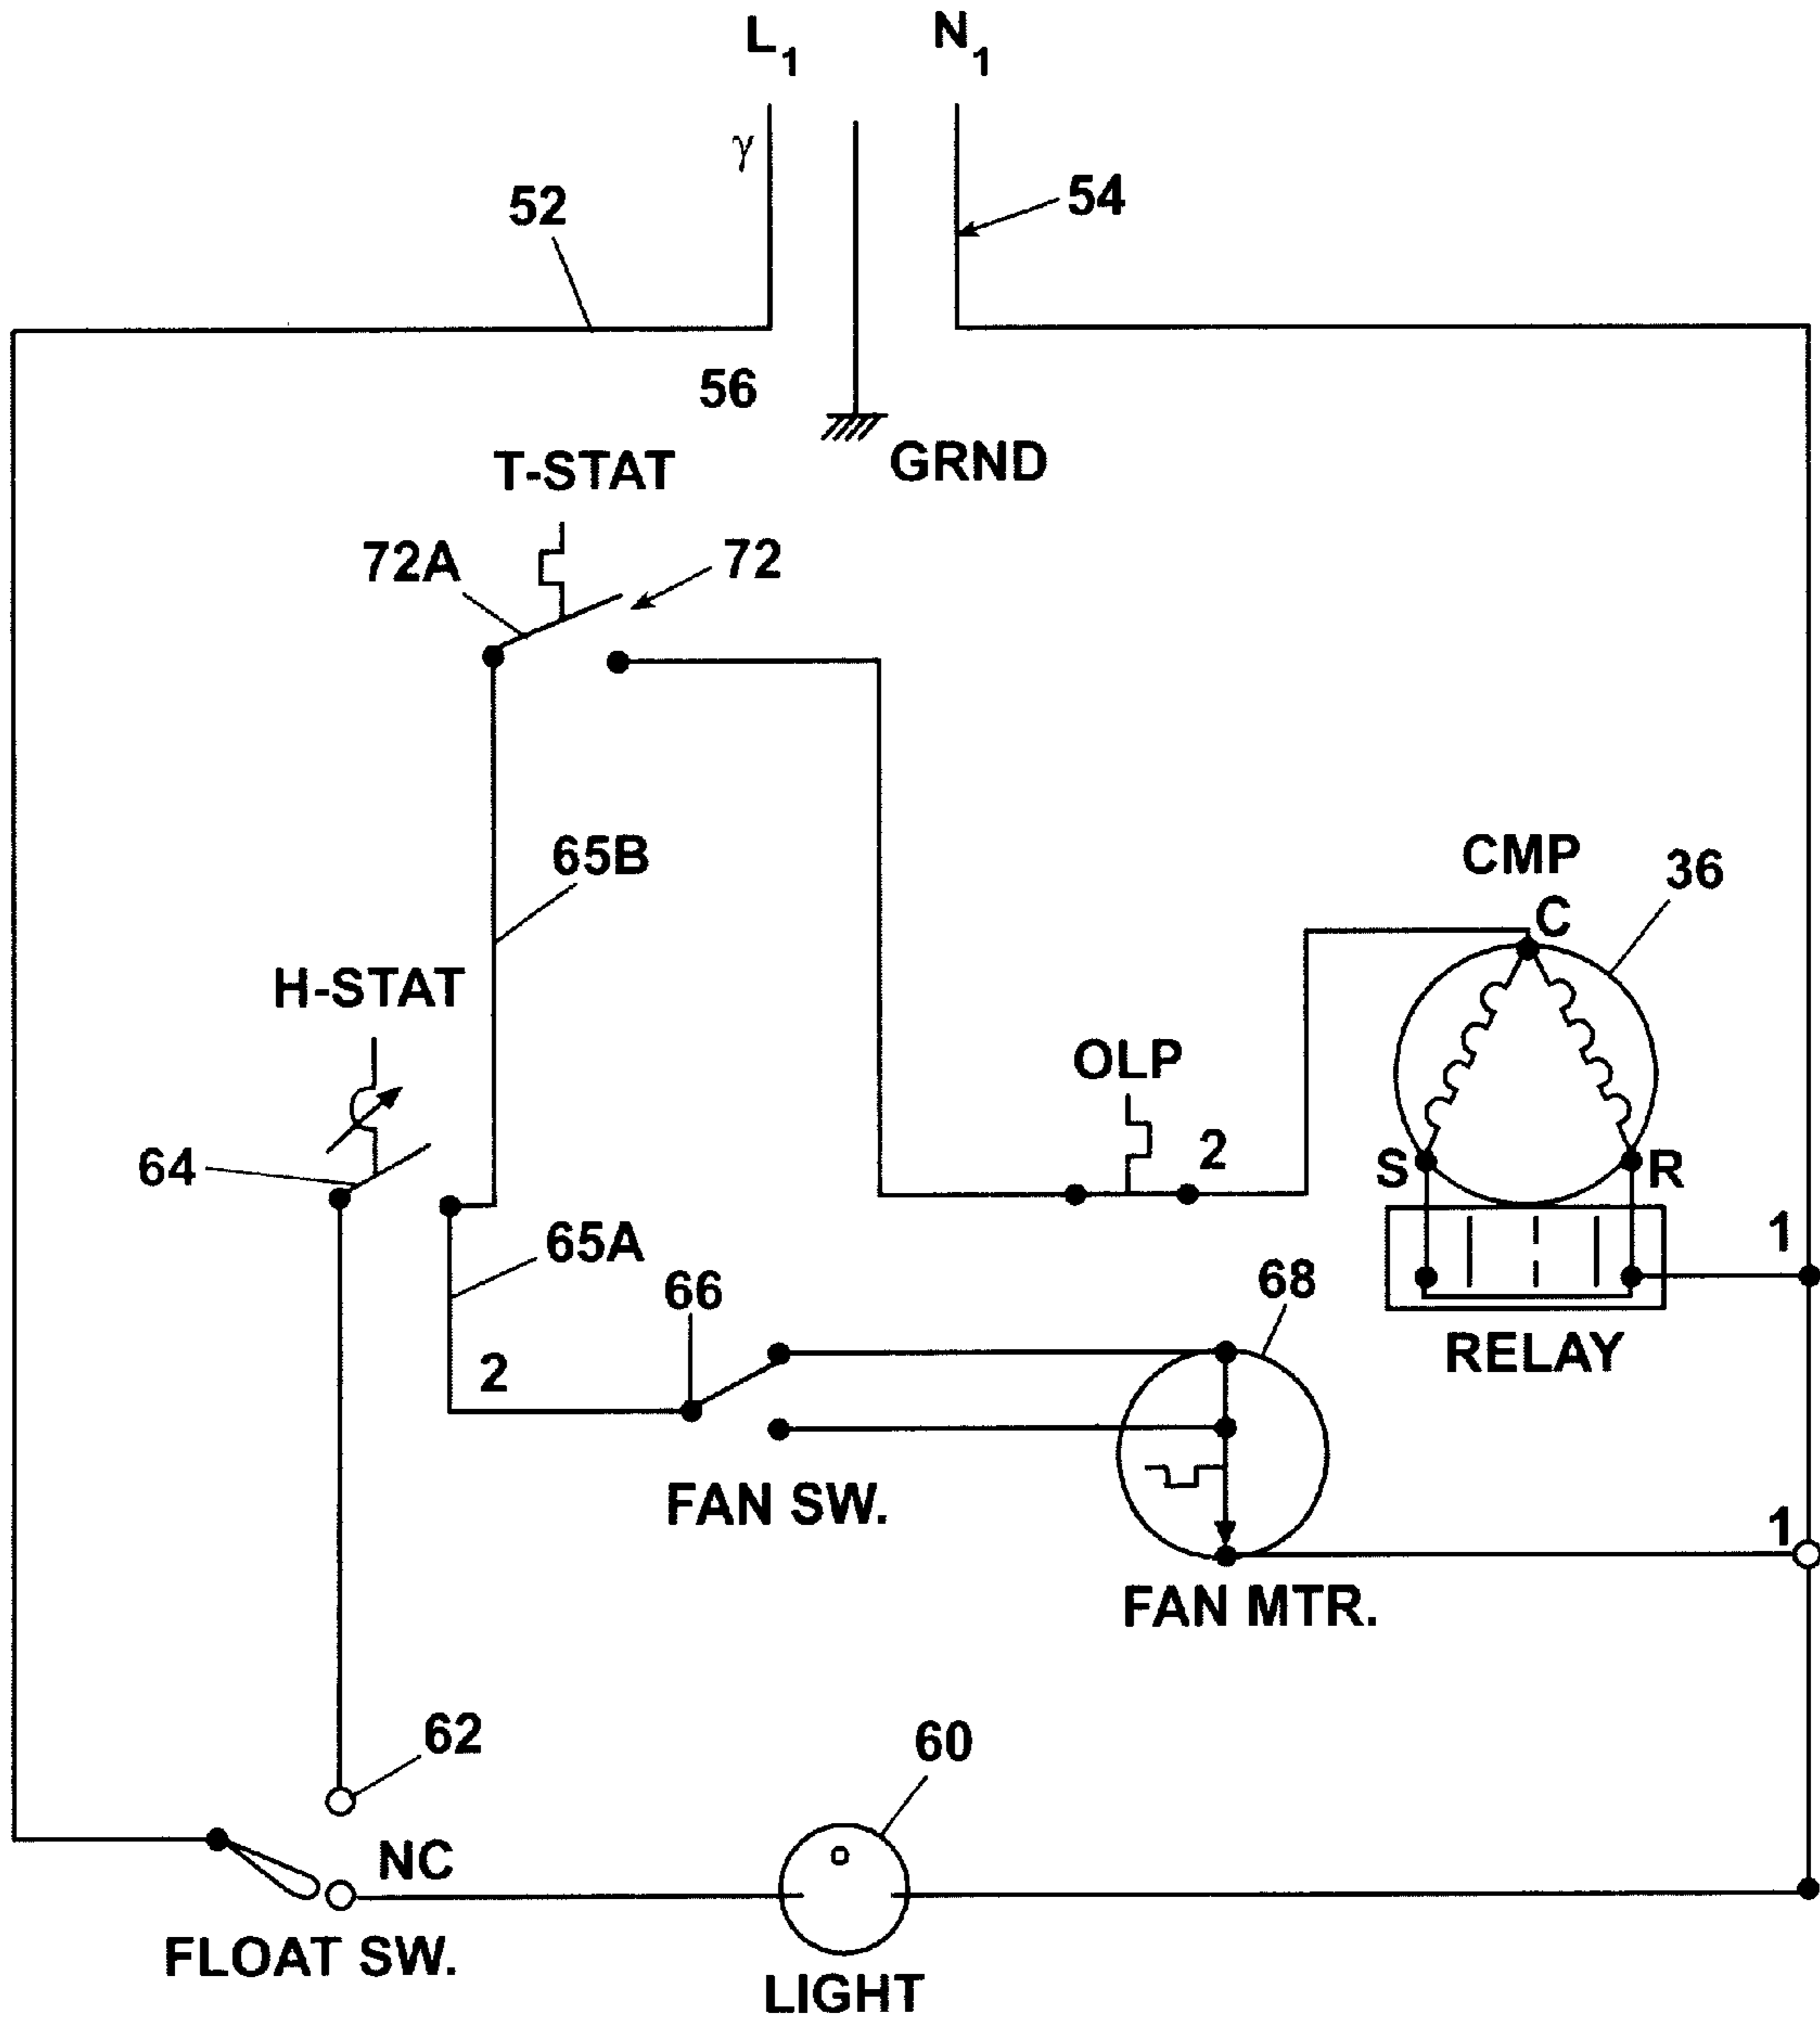 L1 N1
γ
52
54
56
GRND
T-STAT
72A
72
65B
CMP
C
36
H-STAT
OLP
2
64
S
R
65A
1
66
68
2
RELAY
FAN SW.
1
FAN MTR.
62
60
NC
FLOAT SW.
LIGHT